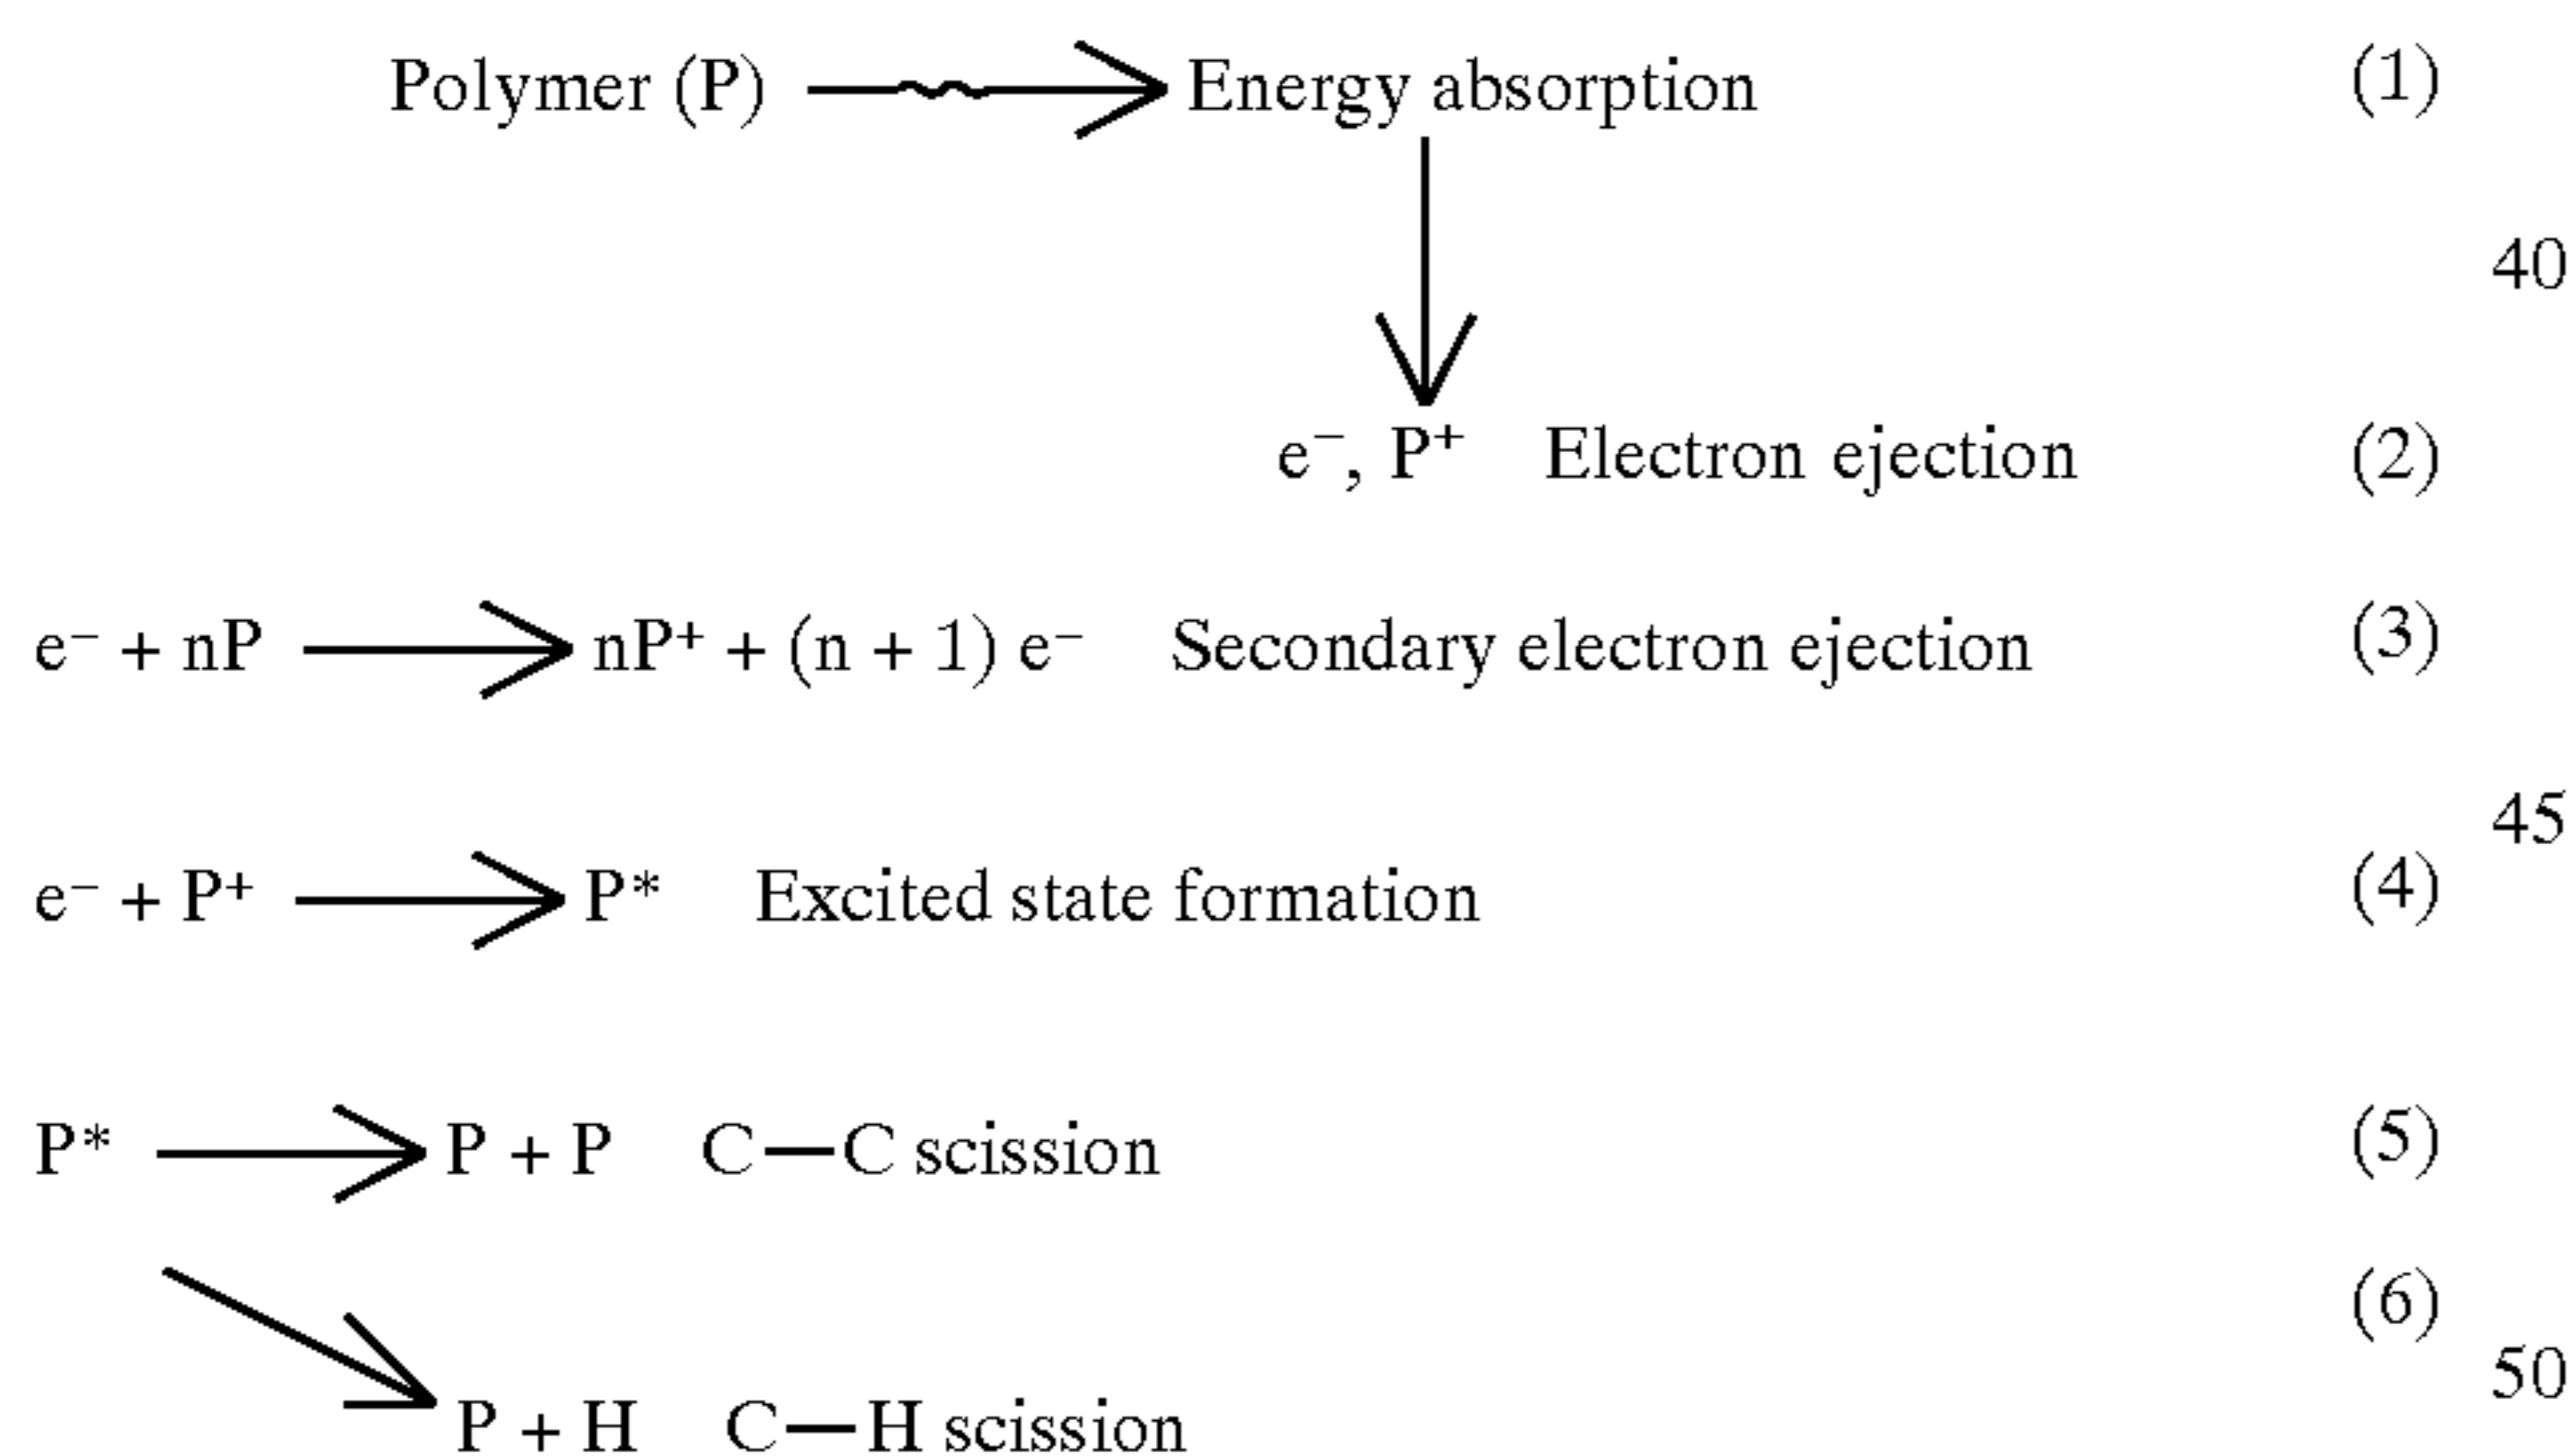 Polymer (P) ⟶ Energy absorption (1)
40
e⁻, P⁺ Electron ejection (2)
e⁻ + nP ⟶ nP⁺ + (n + 1) e⁻ Secondary electron ejection (3)
45
e⁻ + P⁺ ⟶ P* Excited state formation (4)
P* ⟶ P + P C—C scission (5)
(6)
50
P + H C—H scission